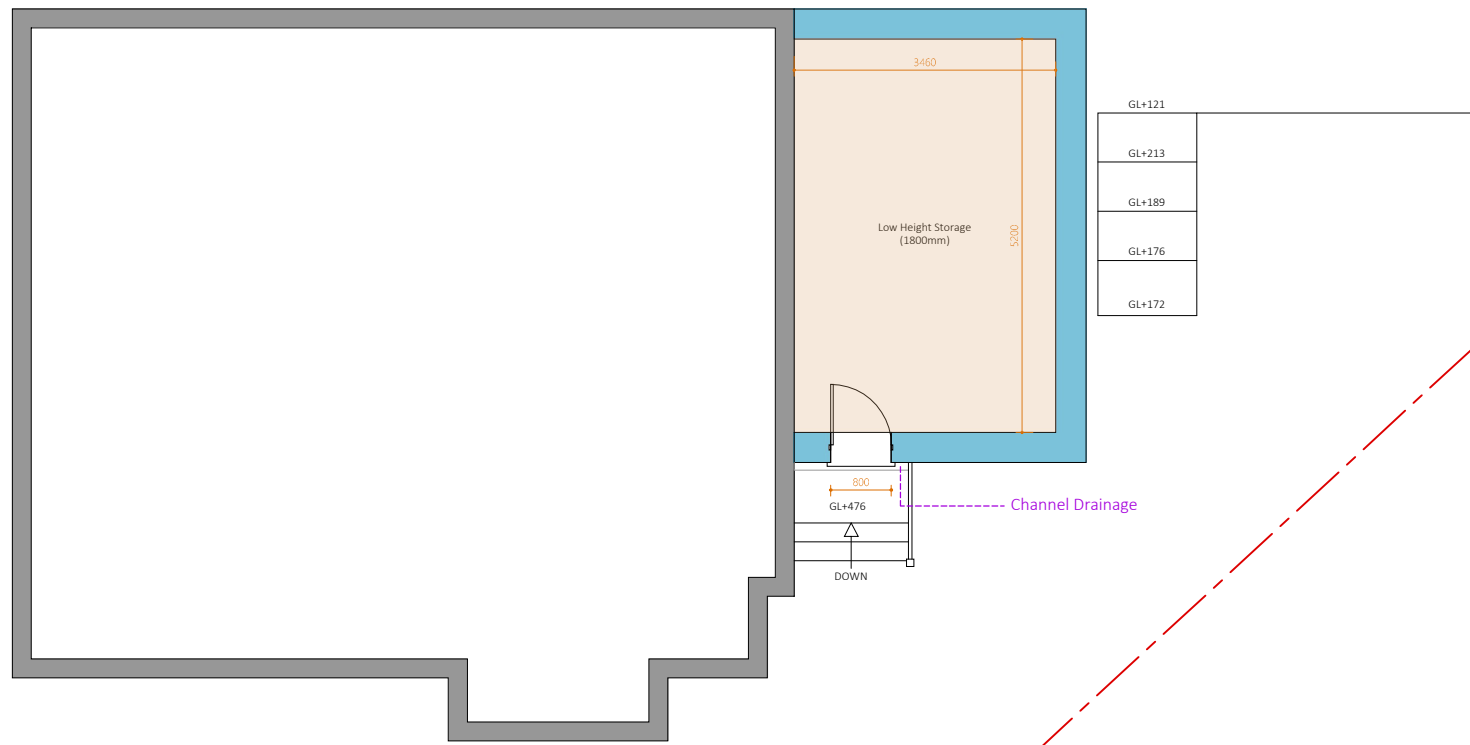 3460
GL+121
GL+213
GL+189
Low Height Storage
(1800mm)
5200
GL+176
GL+172
800
GL+476
Channel Drainage
DOWN